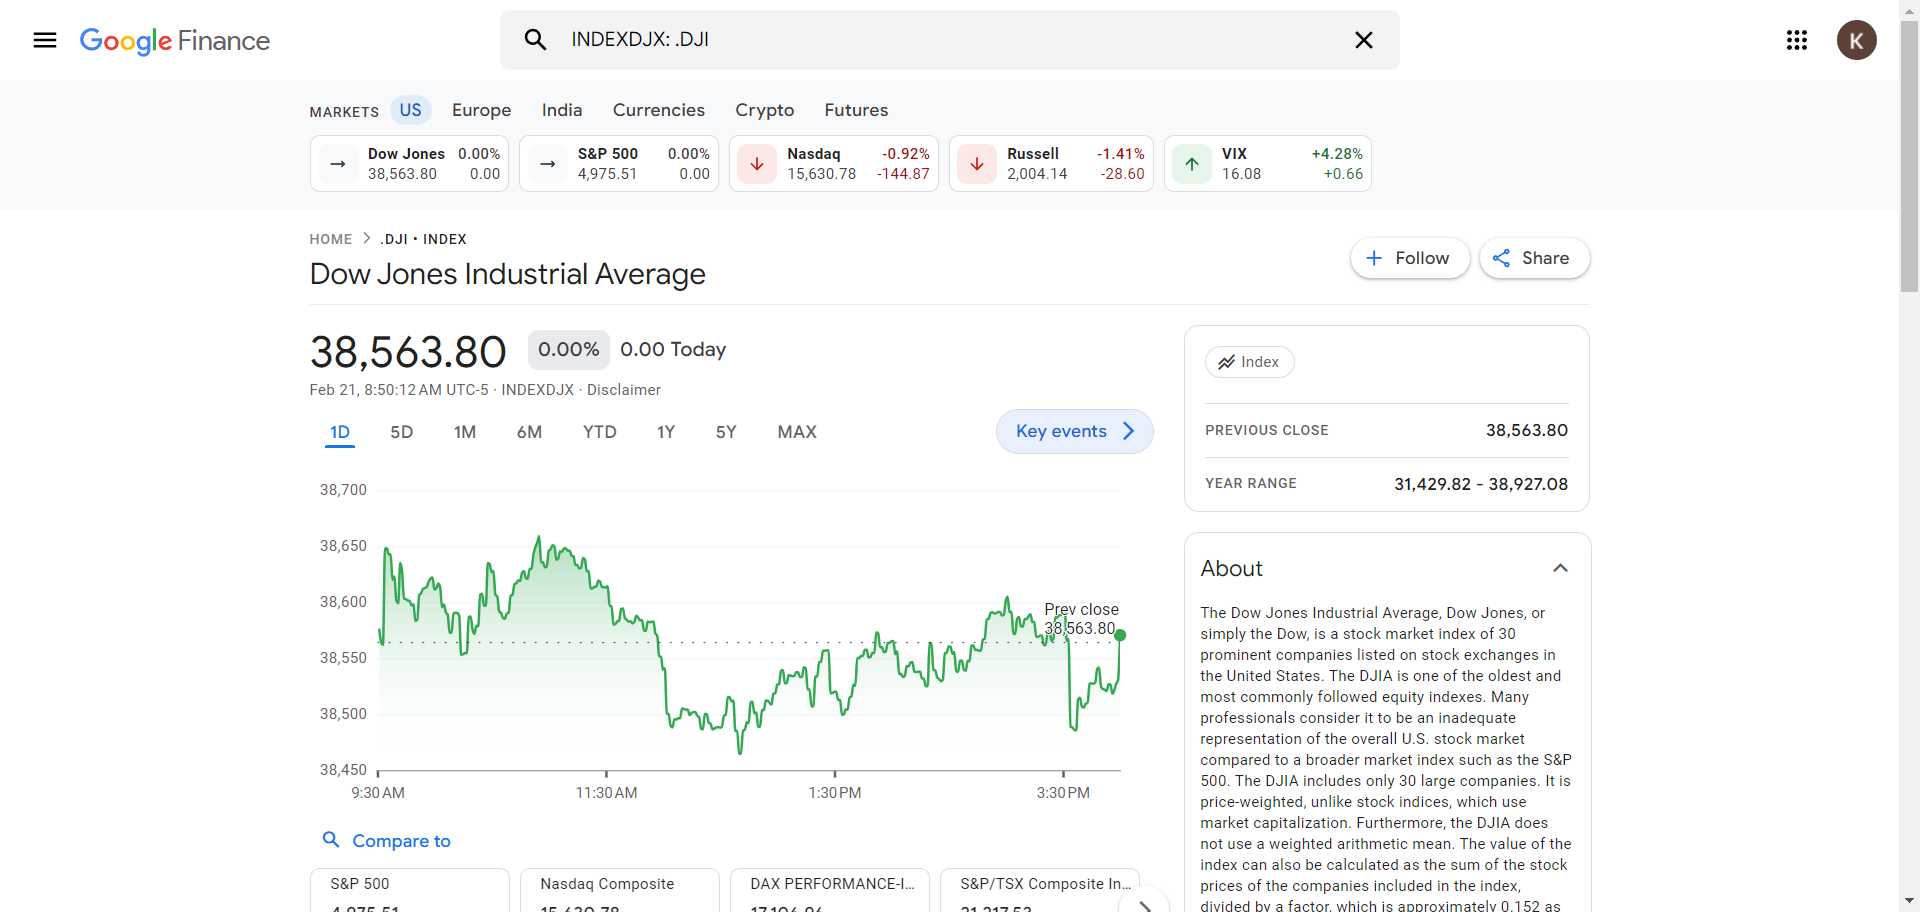 Google Finance
INDEXDJX: .DJI
K
MARKETS US Europe India Currencies Crypto Futures
Dow Jones 0.00%
38,563.80 0.00
S&P 500 0.00%
4,975.51 0.00
Nasdaq -0.92%
15,630.78 -144.87
Russell -1.41%
2,004.14 -28.60
VIX +4.28%
16.08 +0.66
HOME .DJI • INDEX
Dow Jones Industrial Average
Follow
Share
38,563.80 0.00% 0.00 Today
Feb 21, 8:50:12 AM UTC-5 · INDEXDJX · Disclaimer
1D 5D 1M 6M YTD 1Y 5Y MAX
Key events
38,700
38,650
38,600
38,550
38,500
38,450
Prev close
38,563.80
9:30 AM 11:30 AM 1:30 PM 3:30 PM
Compare to
S&P 500
4,975.51
Nasdaq Composite
15,630.78
DAX PERFORMANCE-I...
17,106.96
S&P/TSX Composite In...
21,217.53
Index
PREVIOUS CLOSE 38,563.80
YEAR RANGE 31,429.82 - 38,927.08
About
The Dow Jones Industrial Average, Dow Jones, or
simply the Dow, is a stock market index of 30
prominent companies listed on stock exchanges in
the United States. The DJIA is one of the oldest and
most commonly followed equity indexes. Many
professionals consider it to be an inadequate
representation of the overall U.S. stock market
compared to a broader market index such as the S&P
500. The DJIA includes only 30 large companies. It is
price-weighted, unlike stock indices, which use
market capitalization. Furthermore, the DJIA does
not use a weighted arithmetic mean. The value of the
index can also be calculated as the sum of the stock
prices of the companies included in the index,
divided by a factor, which is approximately 0.152 as